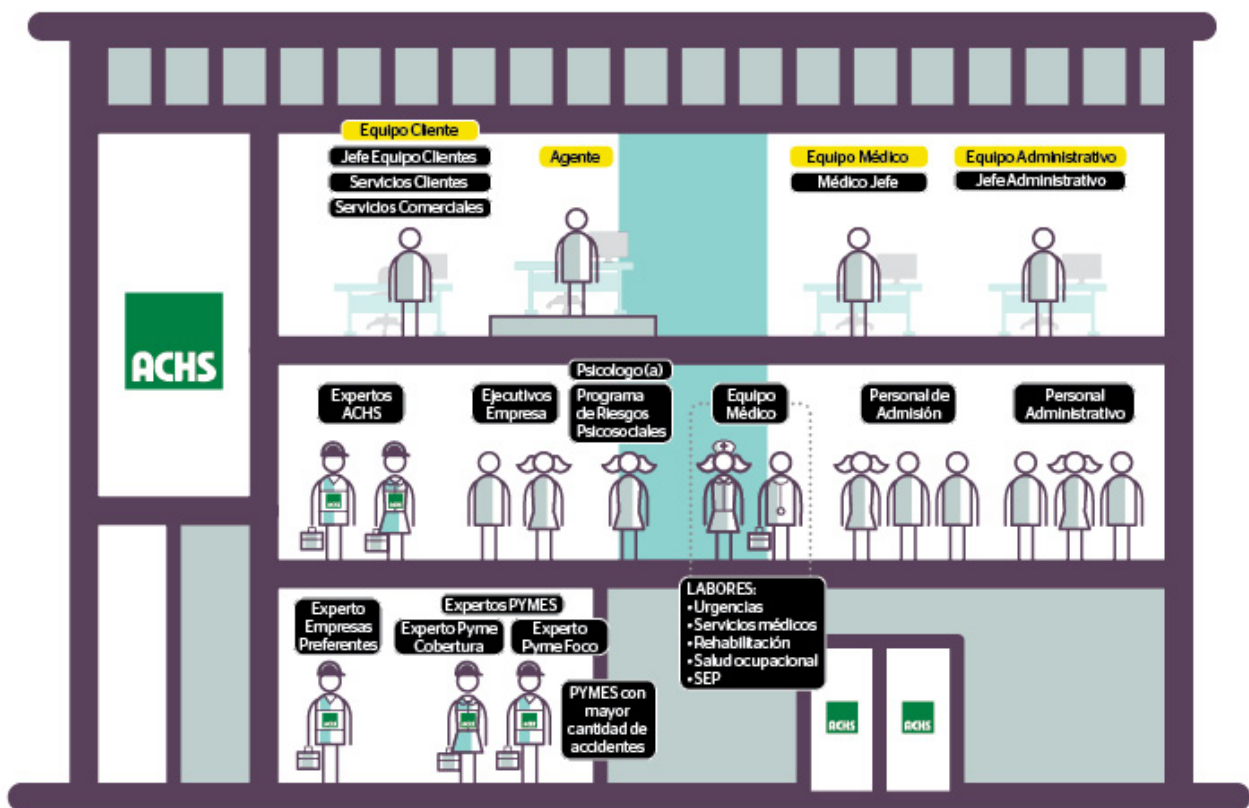 Equipo Cliente
Jefe Equipo Clientes
Servicios Clientes
Servicios Comerciales
Agente
Equipo Médico
Médico Jefe
Equipo Administrativo
Jefe Administrativo
ACHS
Expertos
ACHS
Ejecutivos
Empresa
Psicologo(a)
Programa
de Riesgos
Psicosociales
Equipo
Médico
Personal de
Admisión
Personal
Administrativo
ACHS
ACHS
Experto
Empresas
Preferentes
Expertos PYMES
Experto Pyme
Cobertura
Experto
Pyme Foco
LABORES:
• Urgencias
• Servicios médicos
• Rehabilitación
• Salud ocupacional
• SEP
PYMES con
mayor
cantidad de
accidentes
ACHS
ACHS
ACHS
ACHS
ACHS